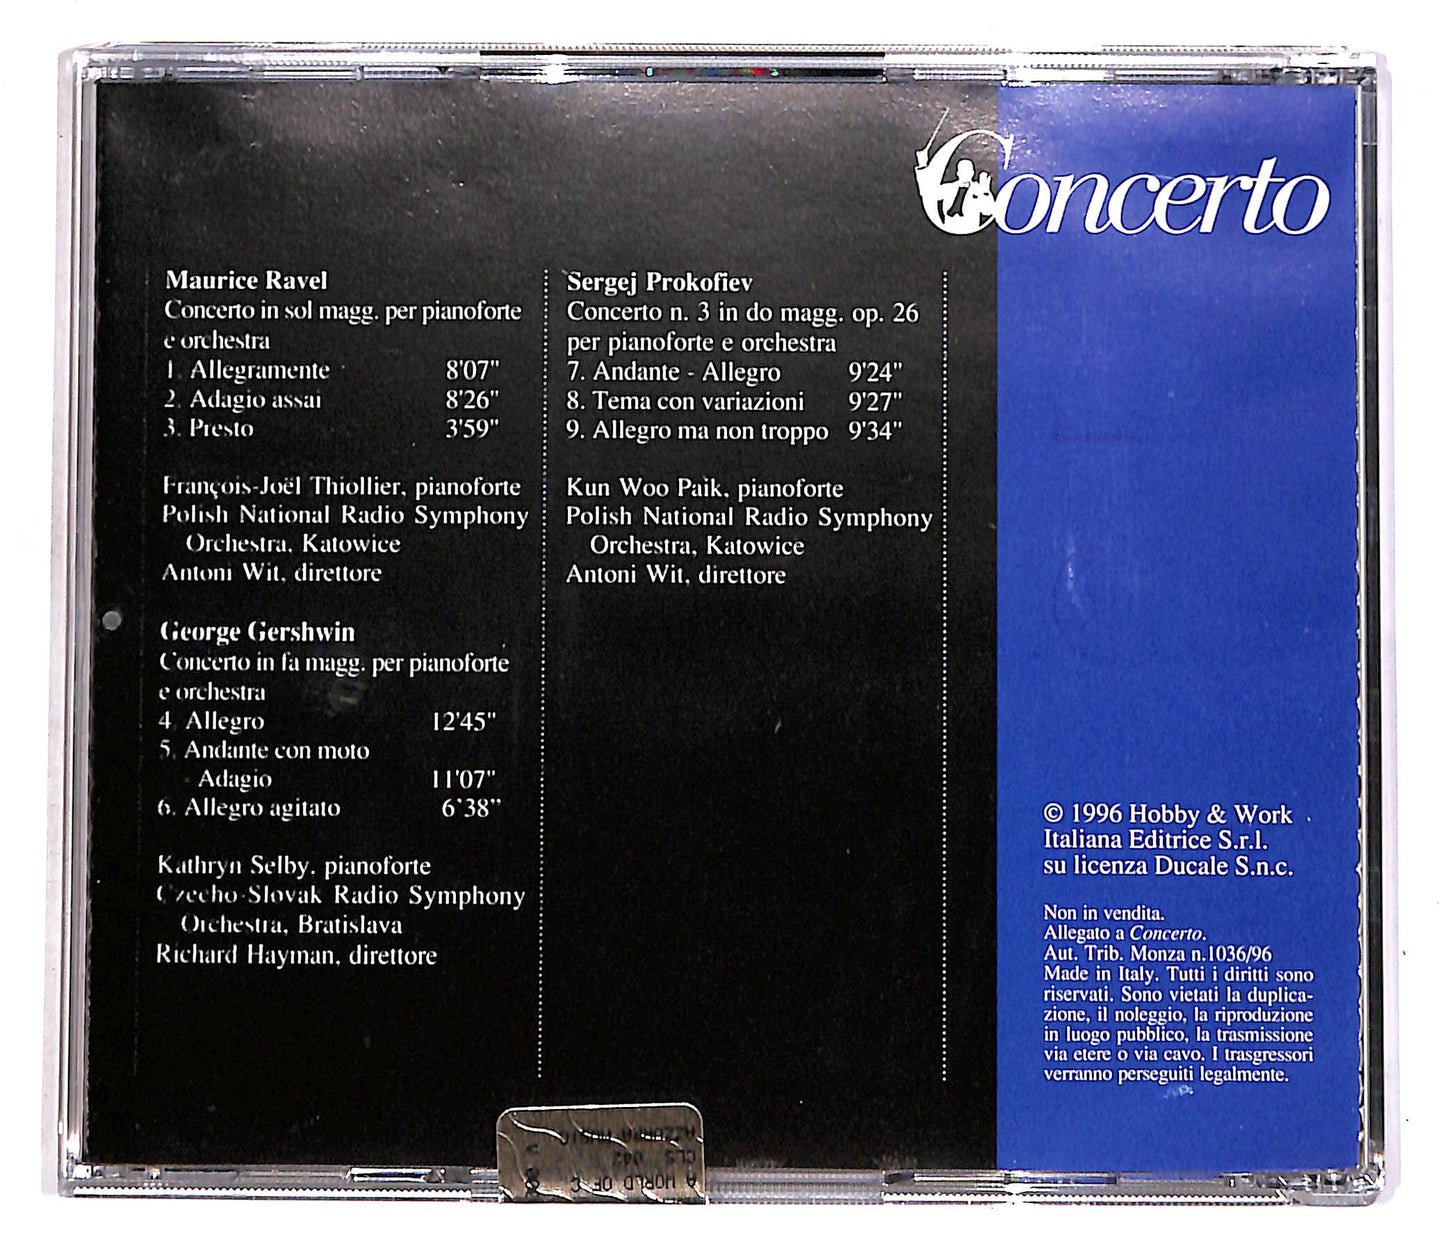 Concerto
Maurice Ravel
Concerto in sol magg. per pianoforte
e orchestra
1. Allegramente 8'07"
2. Adagio assai 8'26"
3. Presto 3'59"
François-Joël Thiollier, pianoforte
Polish National Radio Symphony
Orchestra, Katowice
Antoni Wit, direttore
George Gershwin
Concerto in fa magg. per pianoforte
e orchestra
4. Allegro 12'45"
5. Andante con moto
- Adagio 11'07"
6. Allegro agitato 6'38"
Kathryn Selby, pianoforte
Czecho-Slovak Radio Symphony
Orchestra, Bratislava
Richard Hayman, direttore
Sergej Prokofiev
Concerto n. 3 in do magg. op. 26
per pianoforte e orchestra
7. Andante - Allegro 9'24"
8. Tema con variazioni 9'27"
9. Allegro ma non troppo 9'34"
Kun Woo Paik, pianoforte
Polish National Radio Symphony
Orchestra, Katowice
Antoni Wit, direttore
© 1996 Hobby & Work
Italiana Editrice S.r.l.
su licenza Ducale S.n.c.
Non in vendita.
Allegato a Concerto.
Aut. Trib. Monza n.1036/96
Made in Italy. Tutti i diritti sono
riservati. Sono vietati la duplica-
zione, il noleggio, la riproduzione
in luogo pubblico, la trasmissione
via etere o via cavo. I trasgressori
verranno perseguiti legalmente.
A WORLD OF C
CLS 042
AZZURRA MUSIC